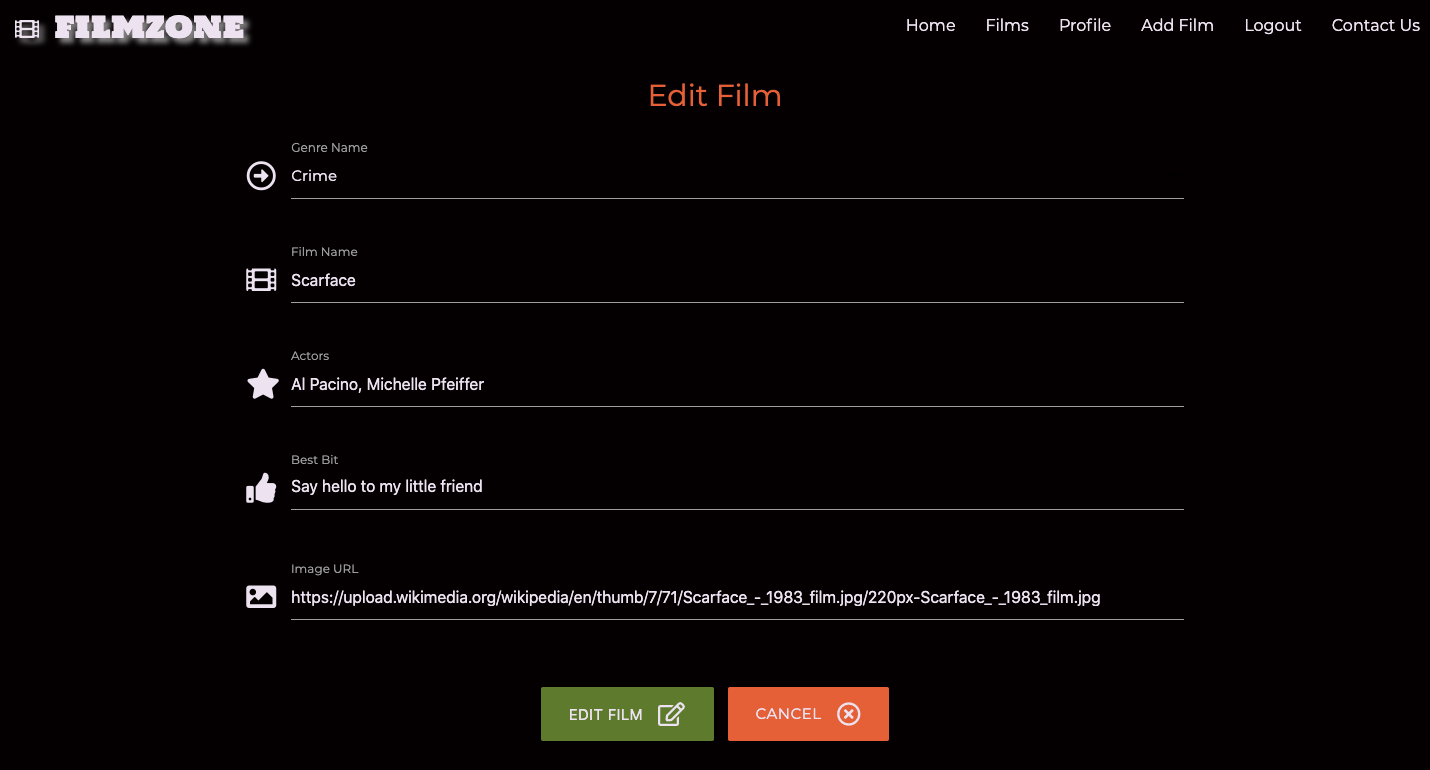 FILMZONE
Home Films Profile Add Film Logout Contact Us
Edit Film
Genre Name
Crime
Film Name
Scarface
Actors
Al Pacino, Michelle Pfeiffer
Best Bit
Say hello to my little friend
Image URL
https://upload.wikimedia.org/wikipedia/en/thumb/7/71/Scarface_-_1983_film.jpg/220px-Scarface_-_1983_film.jpg
EDIT FILM CANCEL